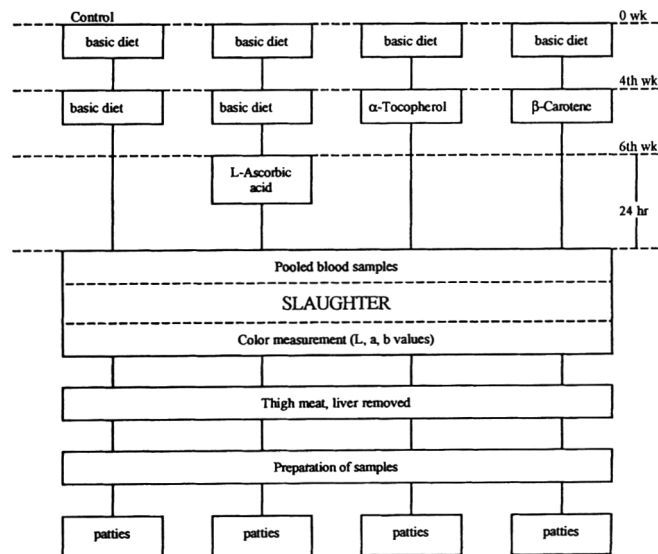 Control
0 wk
basic diet
basic diet
basic diet
basic diet
4th wk
basic diet
basic diet
α-Tocopherol
β-Carotene
6th wk
L-Ascorbic
acid
24 hr
Pooled blood samples
SLAUGHTER
Color measurement (L, a, b values)
Thigh meat, liver removed
Preparation of samples
patties
patties
patties
patties